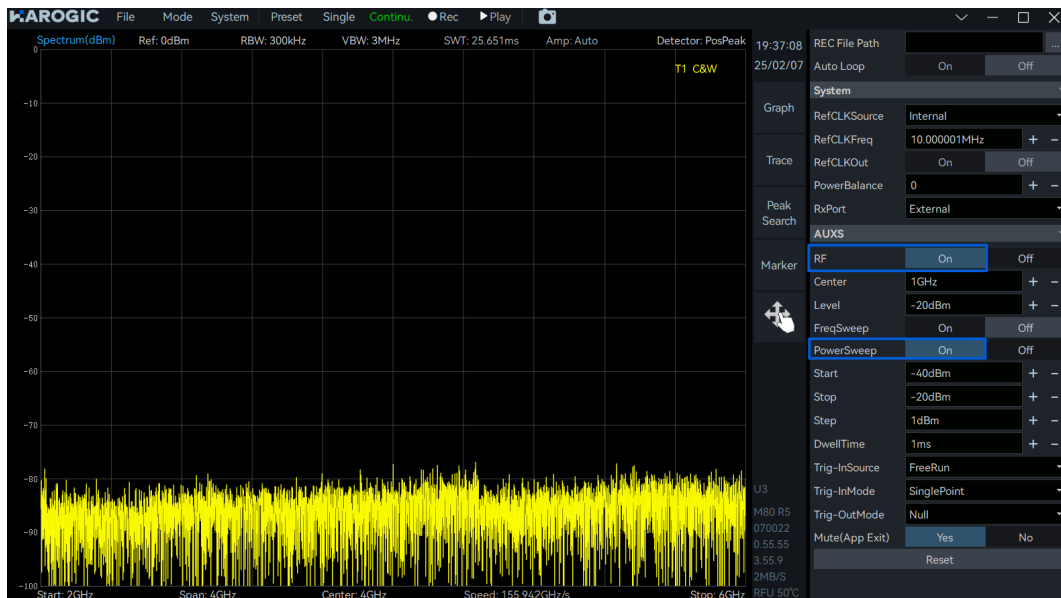 HAROGIC File Mode System Preset Single Continu. Rec Play
Spectrum(dBm) Ref: 0dBm RBW: 300kHz VBW: 3MHz SWT: 25.651ms Amp: Auto Detector: PosPeak
T1 C&W
0
-10
-20
-30
-40
-50
-60
-70
-80
-90
-100
Start: 2GHz Span: 4GHz Center: 4GHz Speed: 155.942GHz/s Stop: 6GHz
19:37:08
25/02/07
Graph
Trace
Peak
Search
Marker
U3
M80 R5
070022
0.55.55
3.55.9
2MB/S
RFU 50°C
REC File Path ...
Auto Loop On Off
System
RefCLKSource Internal
RefCLKFreq 10.000001MHz + -
RefCLKOut On Off
PowerBalance 0 + -
RxPort External
AUXS
RF On Off
Center 1GHz + -
Level -20dBm + -
FreqSweep On Off
PowerSweep On Off
Start -40dBm + -
Stop -20dBm + -
Step 1dBm + -
DwellTime 1ms + -
Trig-InSource FreeRun
Trig-InMode SinglePoint
Trig-OutMode Null
Mute(App Exit) Yes No
Reset